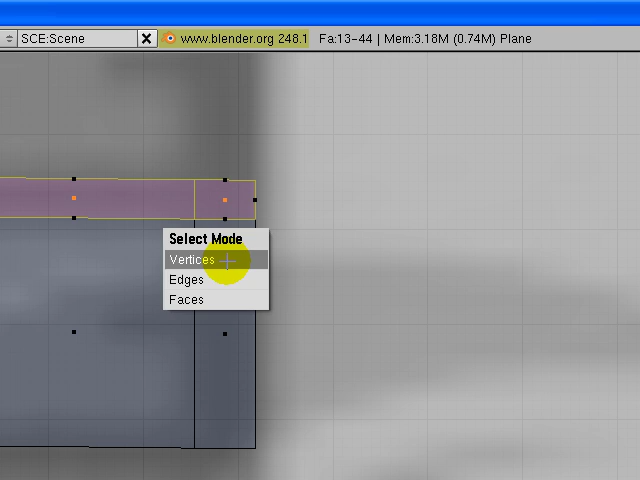 SCE:Scene www.blender.org 248.1 Fa:13-44 | Mem:3.18M (0.74M) Plane
Select Mode
Vertices
Edges
Faces